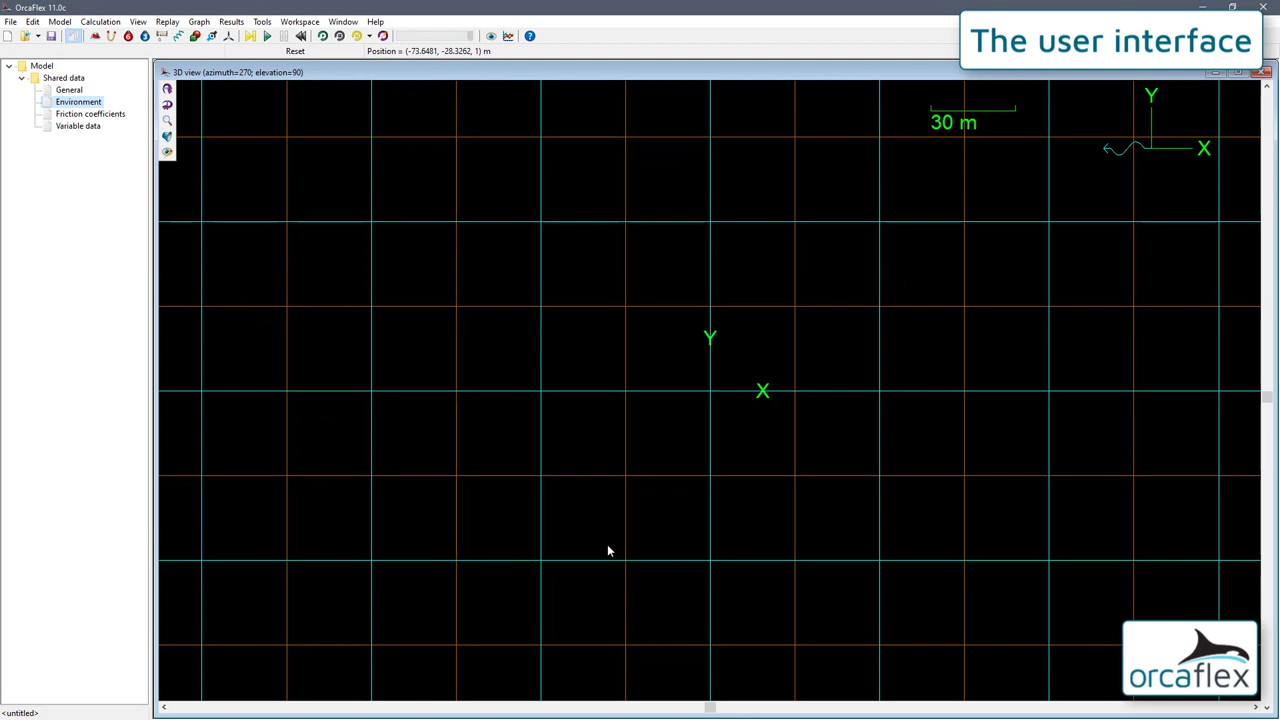 OrcaFlex 11.0c
The user interface
File Edit Model Calculation View Replay Graph Results Tools Workspace Window Help
Reset Position = (-73.6481, -28.3262, 1) m
Model
Shared data
General
Environment
Friction coefficients
Variable data
3D view (azimuth=270; elevation=90)
30 m
Y
X
Y
X
orcaflex
<untitled>